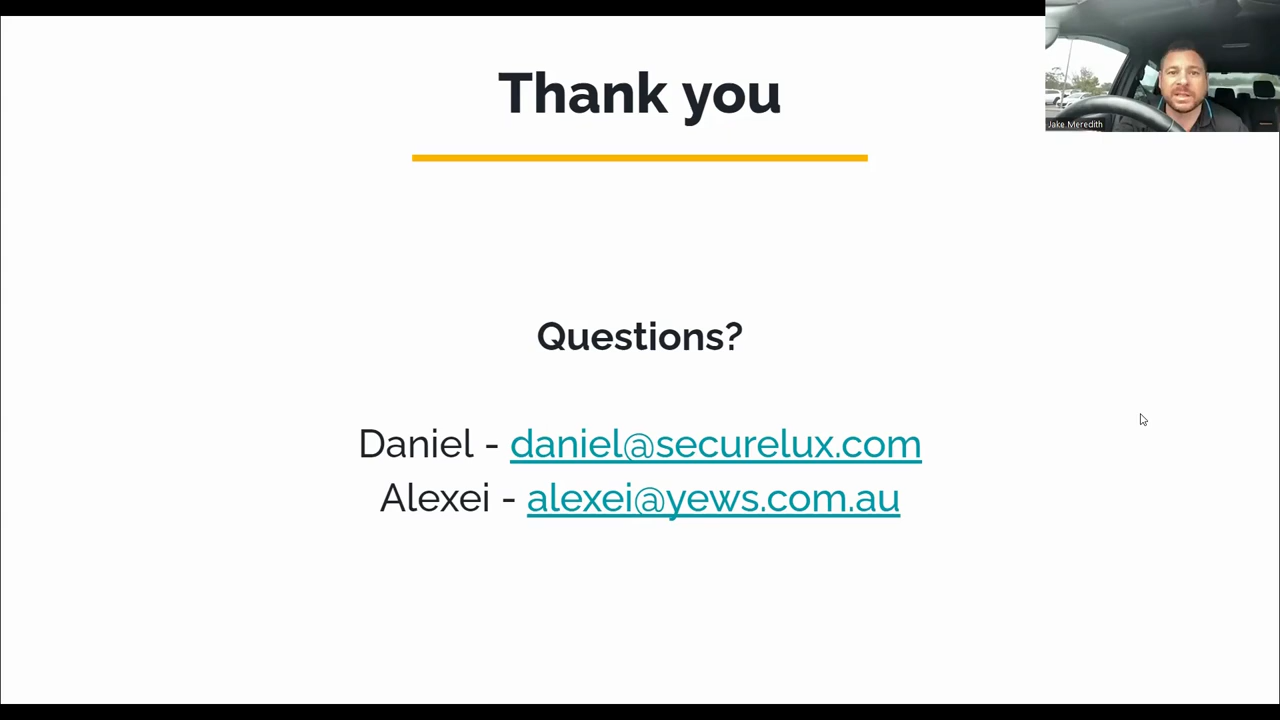 Thank you
Jake Meredith
Questions?
Daniel - daniel@securelux.com
Alexei - alexei@yews.com.au